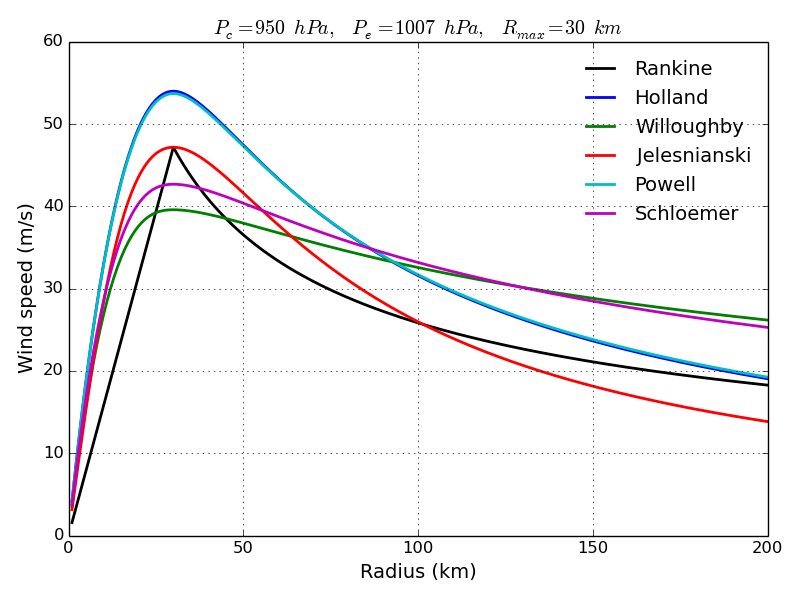 P_c=950 hPa, P_e=1007 hPa, R_max=30 km
60
50
40
30
20
10
0
Wind speed (m/s)
Rankine
Holland
Willoughby
Jelesnianski
Powell
Schloemer
0 50 100 150 200
Radius (km)